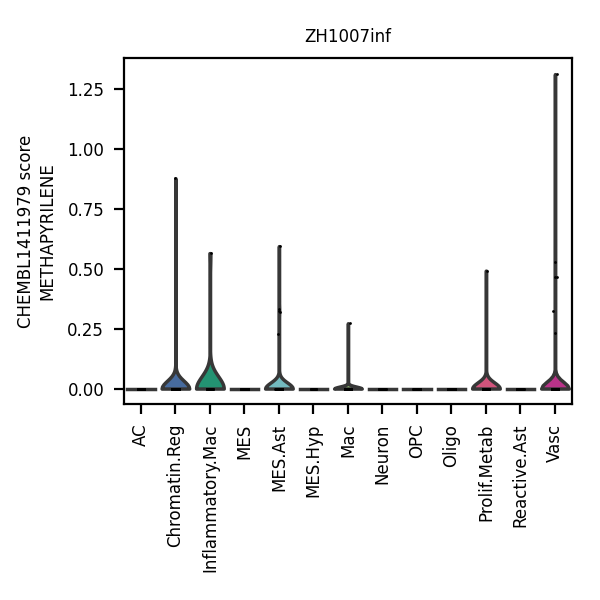 ZH1007inf
CHEMBL1411979 score
METHAPYRILENE
1.25
1.00
0.75
0.50
0.25
0.00
AC
Chromatin.Reg
Inflammatory.Mac
MES
MES.Ast
MES.Hyp
Mac
Neuron
OPC
Oligo
Prolif.Metab
Reactive.Ast
Vasc